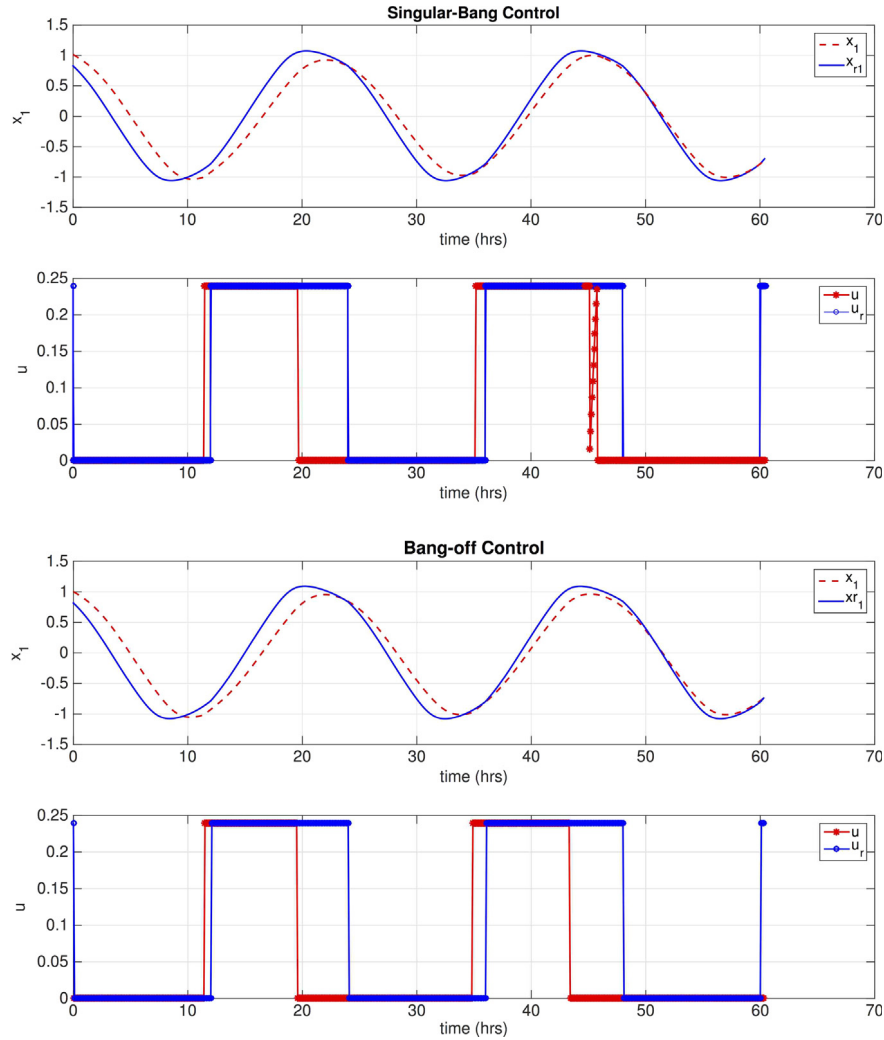 Singular-Bang Control
1.5
1
0.5
0
-0.5
-1
-1.5
x1
x1
xr1
0 10 20 30 40 50 60 70
time (hrs)
0.25
0.2
0.15
0.1
0.05
0
u
u
ur
0 10 20 30 40 50 60 70
time (hrs)
Bang-off Control
1.5
1
0.5
0
-0.5
-1
-1.5
x1
x1
xr1
0 10 20 30 40 50 60 70
time (hrs)
0.25
0.2
0.15
0.1
0.05
0
u
u
ur
0 10 20 30 40 50 60 70
time (hrs)